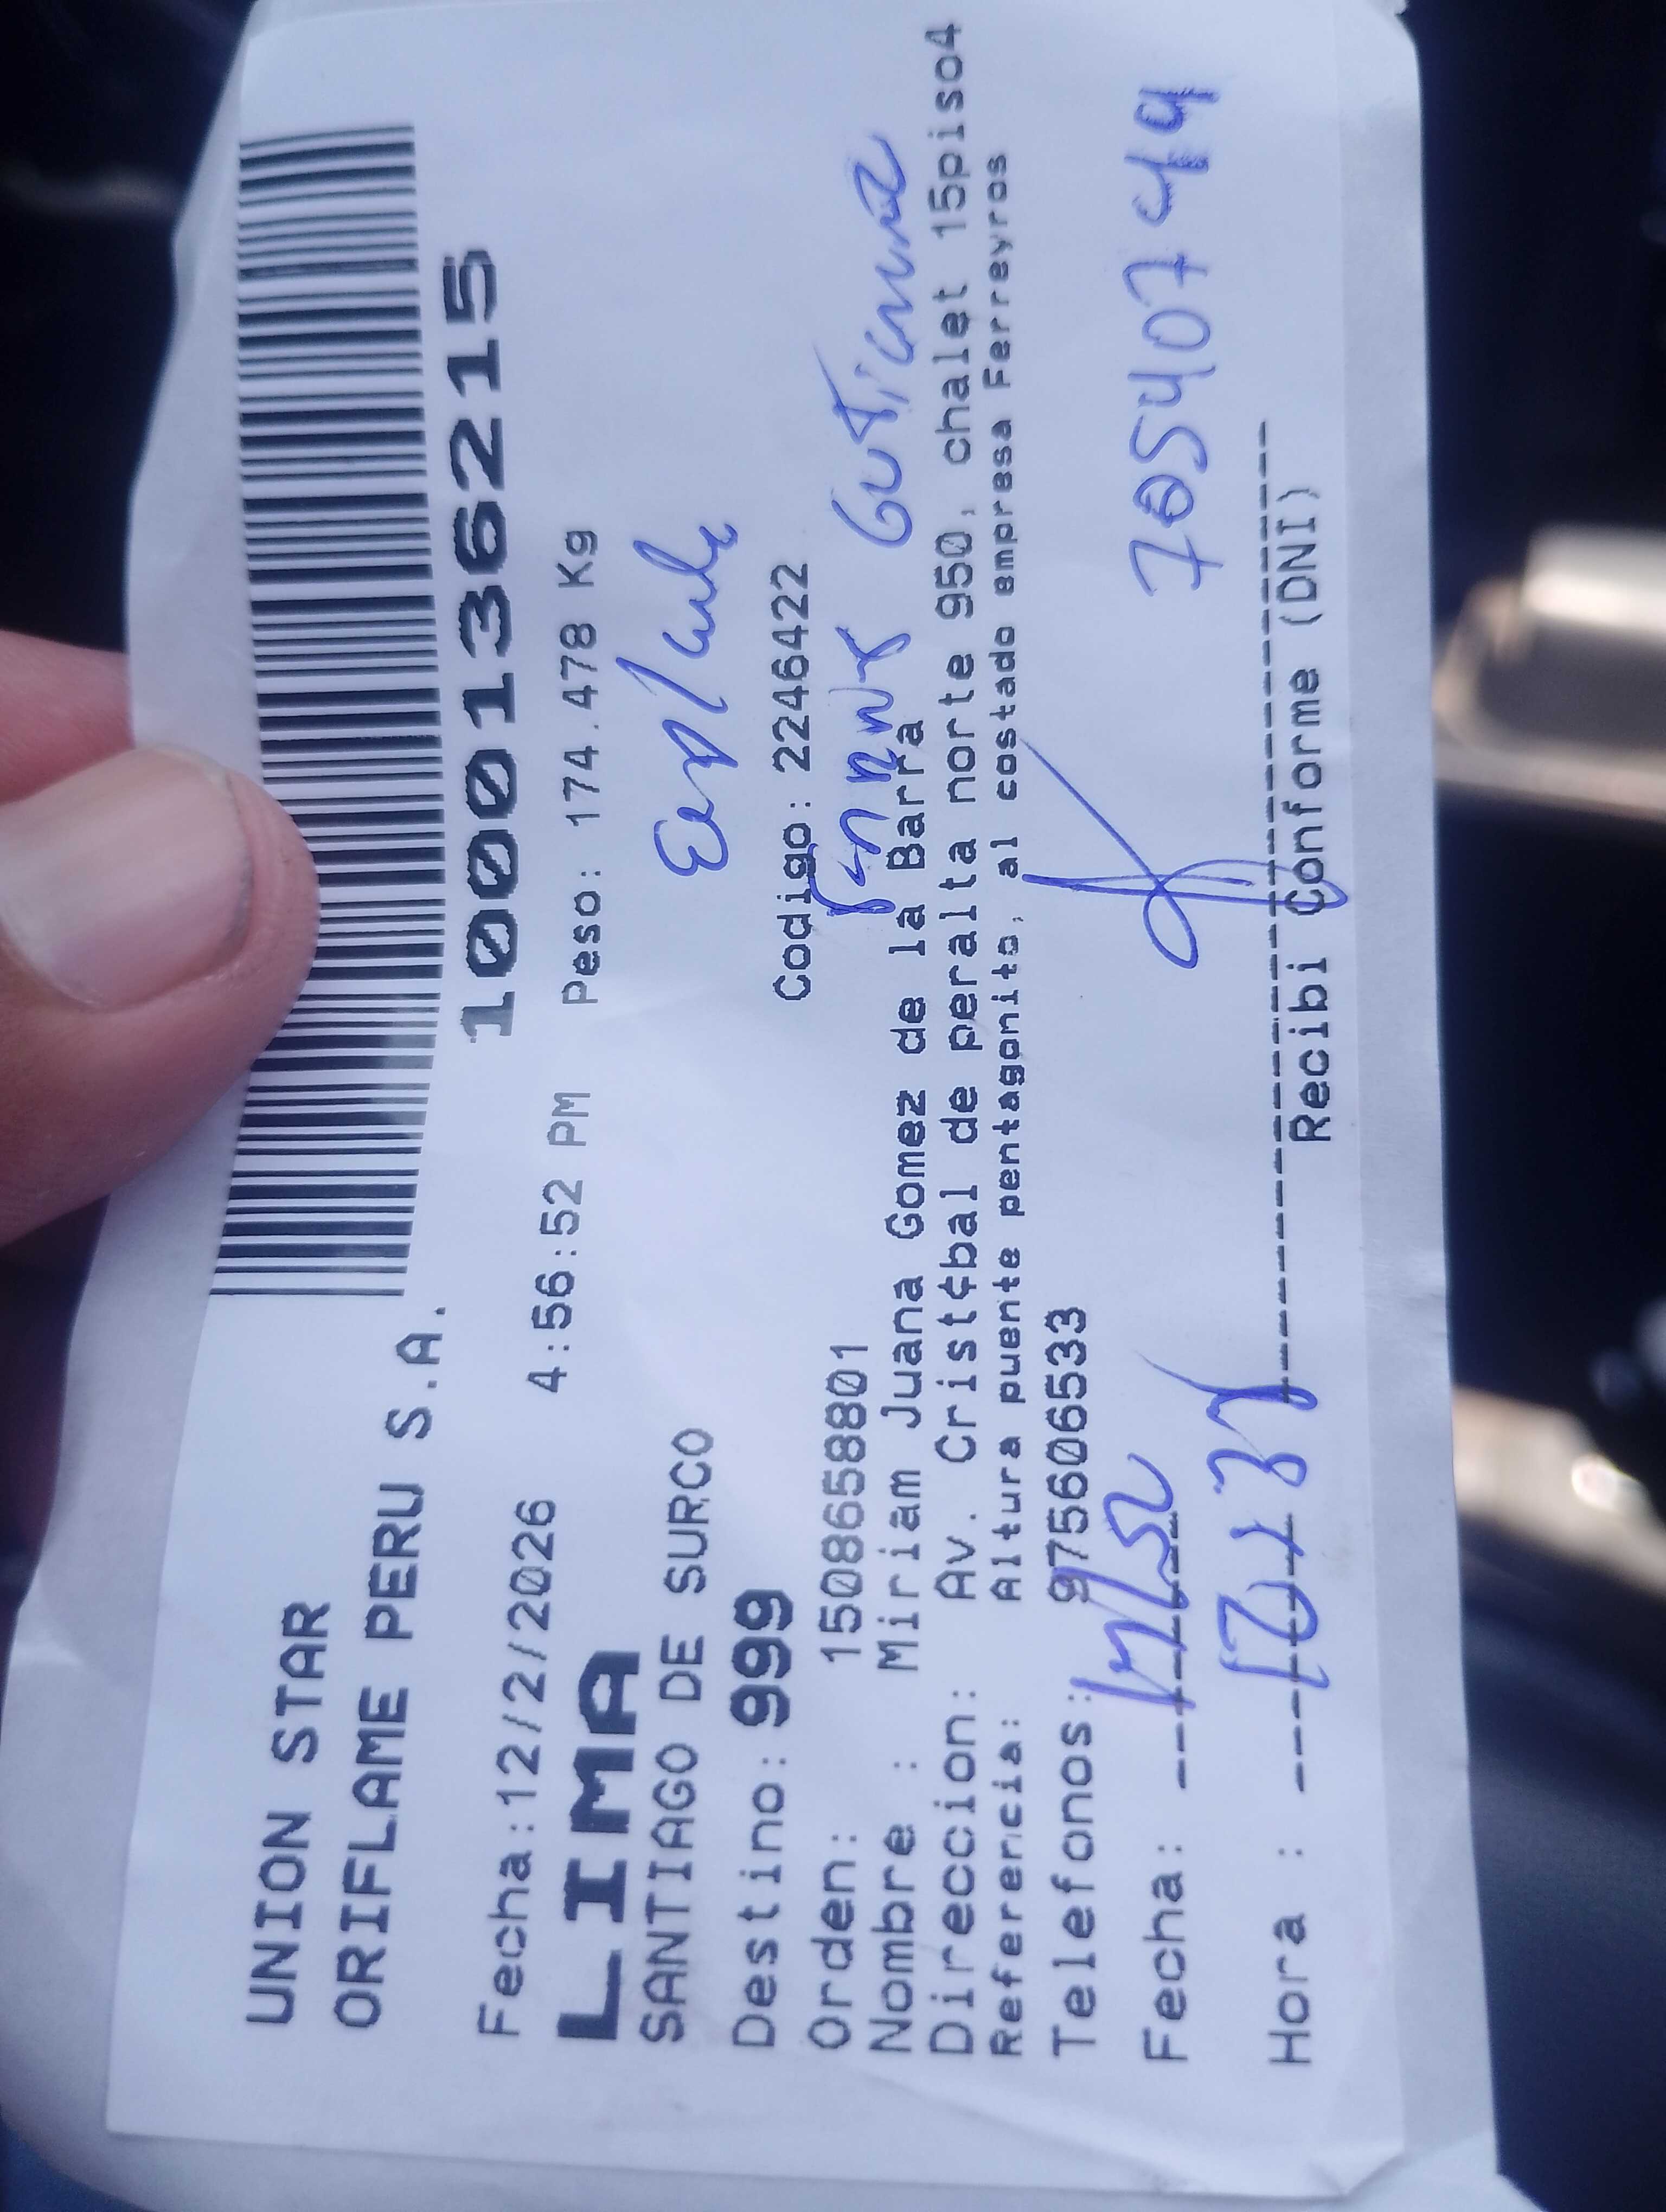 UNION STAR
ORIFLAME PERU S.A.
1000136215
Fecha:12/2/2026 4:56:52 PM Peso: 174.478 Kg
LIMA
SANTIAGO DE SURCO
Destino: 999 Codigo: 2246422
Orden: 1508658801
Gutierrez
Nombre : Miriam Juana Gomez de la Barra
Direccion: Av. Crist¢bal de peralta norte 950, chalet 15piso4
Referencia: Altura puente pentagonito, al costado empresa Ferreyros
Telefonos: 975606533
Fecha:
Hora :
Recibi Conforme (DNI)